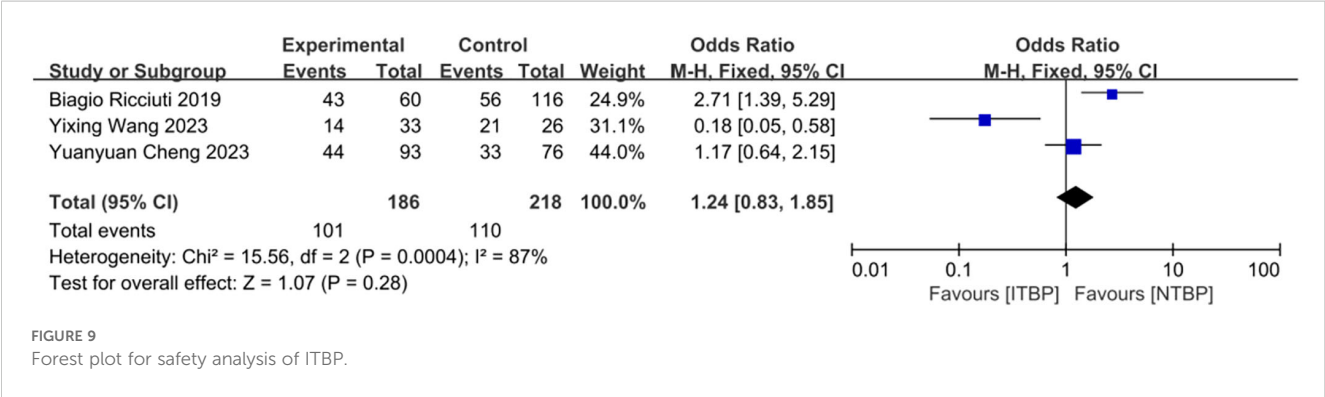 Experimental Control Odds Ratio Odds Ratio
Study or Subgroup Events Total Events Total Weight M-H, Fixed, 95% CI M-H, Fixed, 95% CI
Biagio Ricciuti 2019 43 60 56 116 24.9% 2.71 [1.39, 5.29]
Yixing Wang 2023 14 33 21 26 31.1% 0.18 [0.05, 0.58]
Yuanyuan Cheng 2023 44 93 33 76 44.0% 1.17 [0.64, 2.15]
Total (95% CI) 186 218 100.0% 1.24 [0.83, 1.85]
Total events 101 110
Heterogeneity: Chi² = 15.56, df = 2 (P = 0.0004); I² = 87%
Test for overall effect: Z = 1.07 (P = 0.28)
0.01 0.1 1 10 100
Favours [ITBP] Favours [NTBP]
FIGURE 9
Forest plot for safety analysis of ITBP.